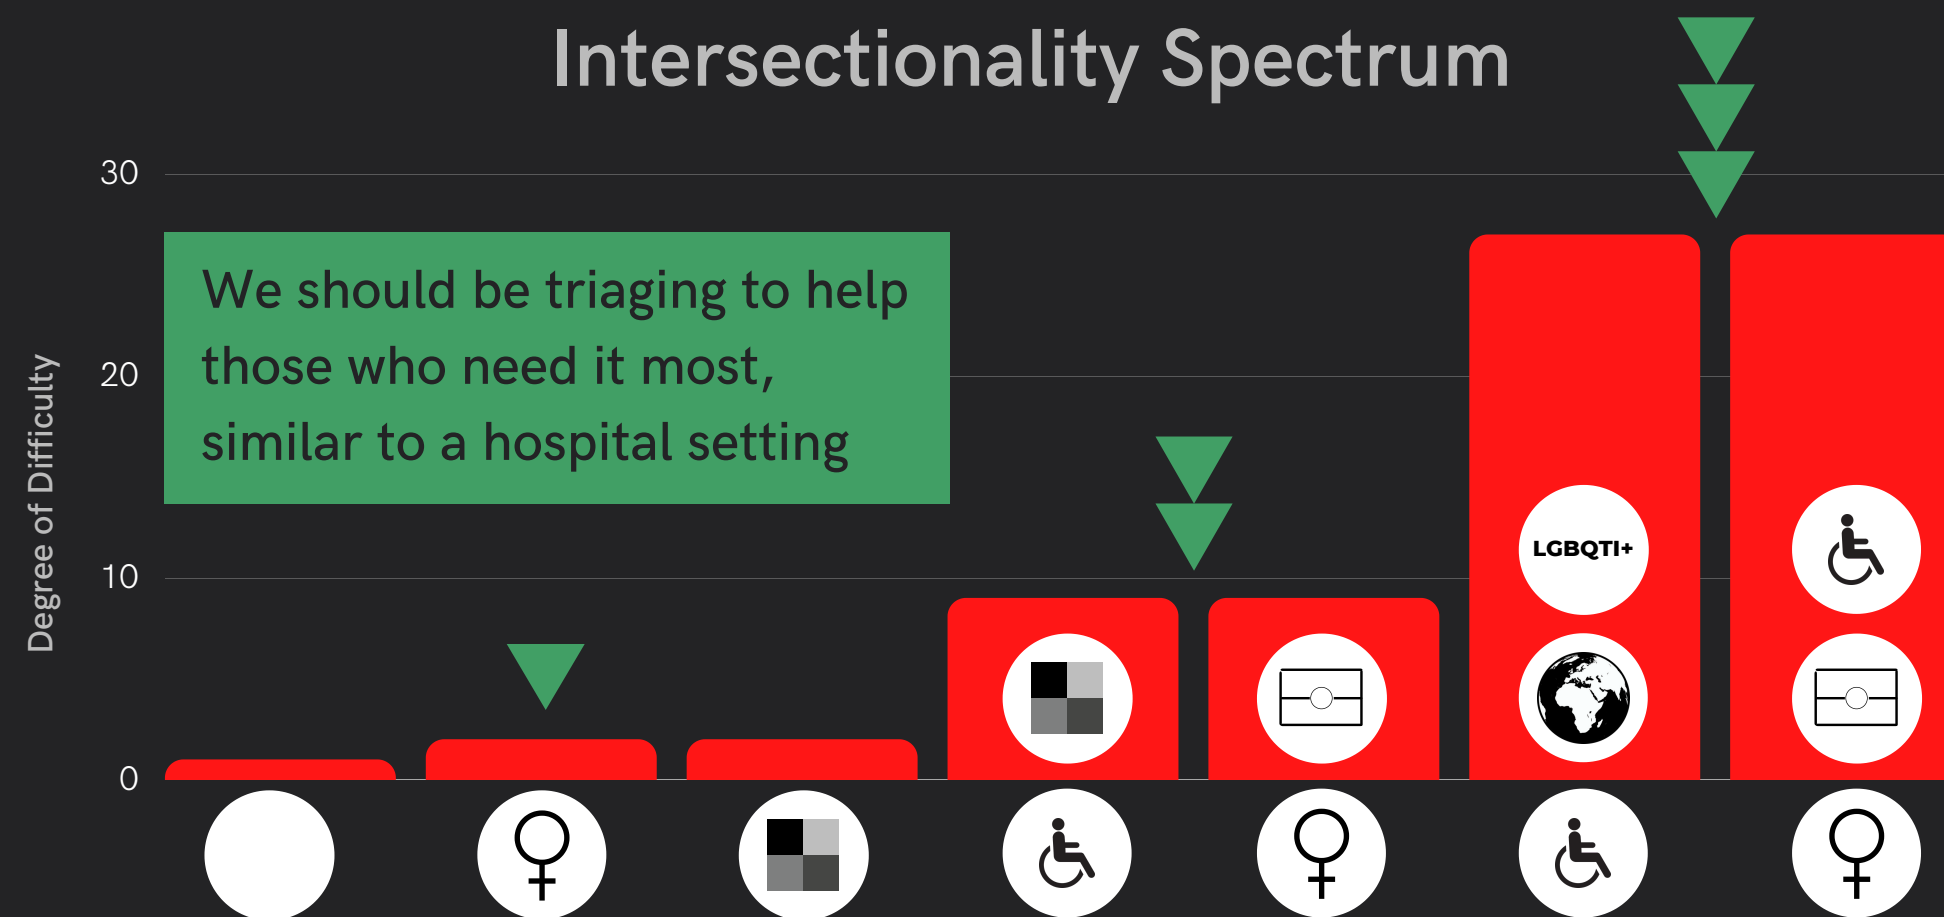 Intersectionality Spectrum
30
We should be triaging to help
those who need it most,
similar to a hospital setting
20
Degree of Difficulty
10
LGBQTI+
0